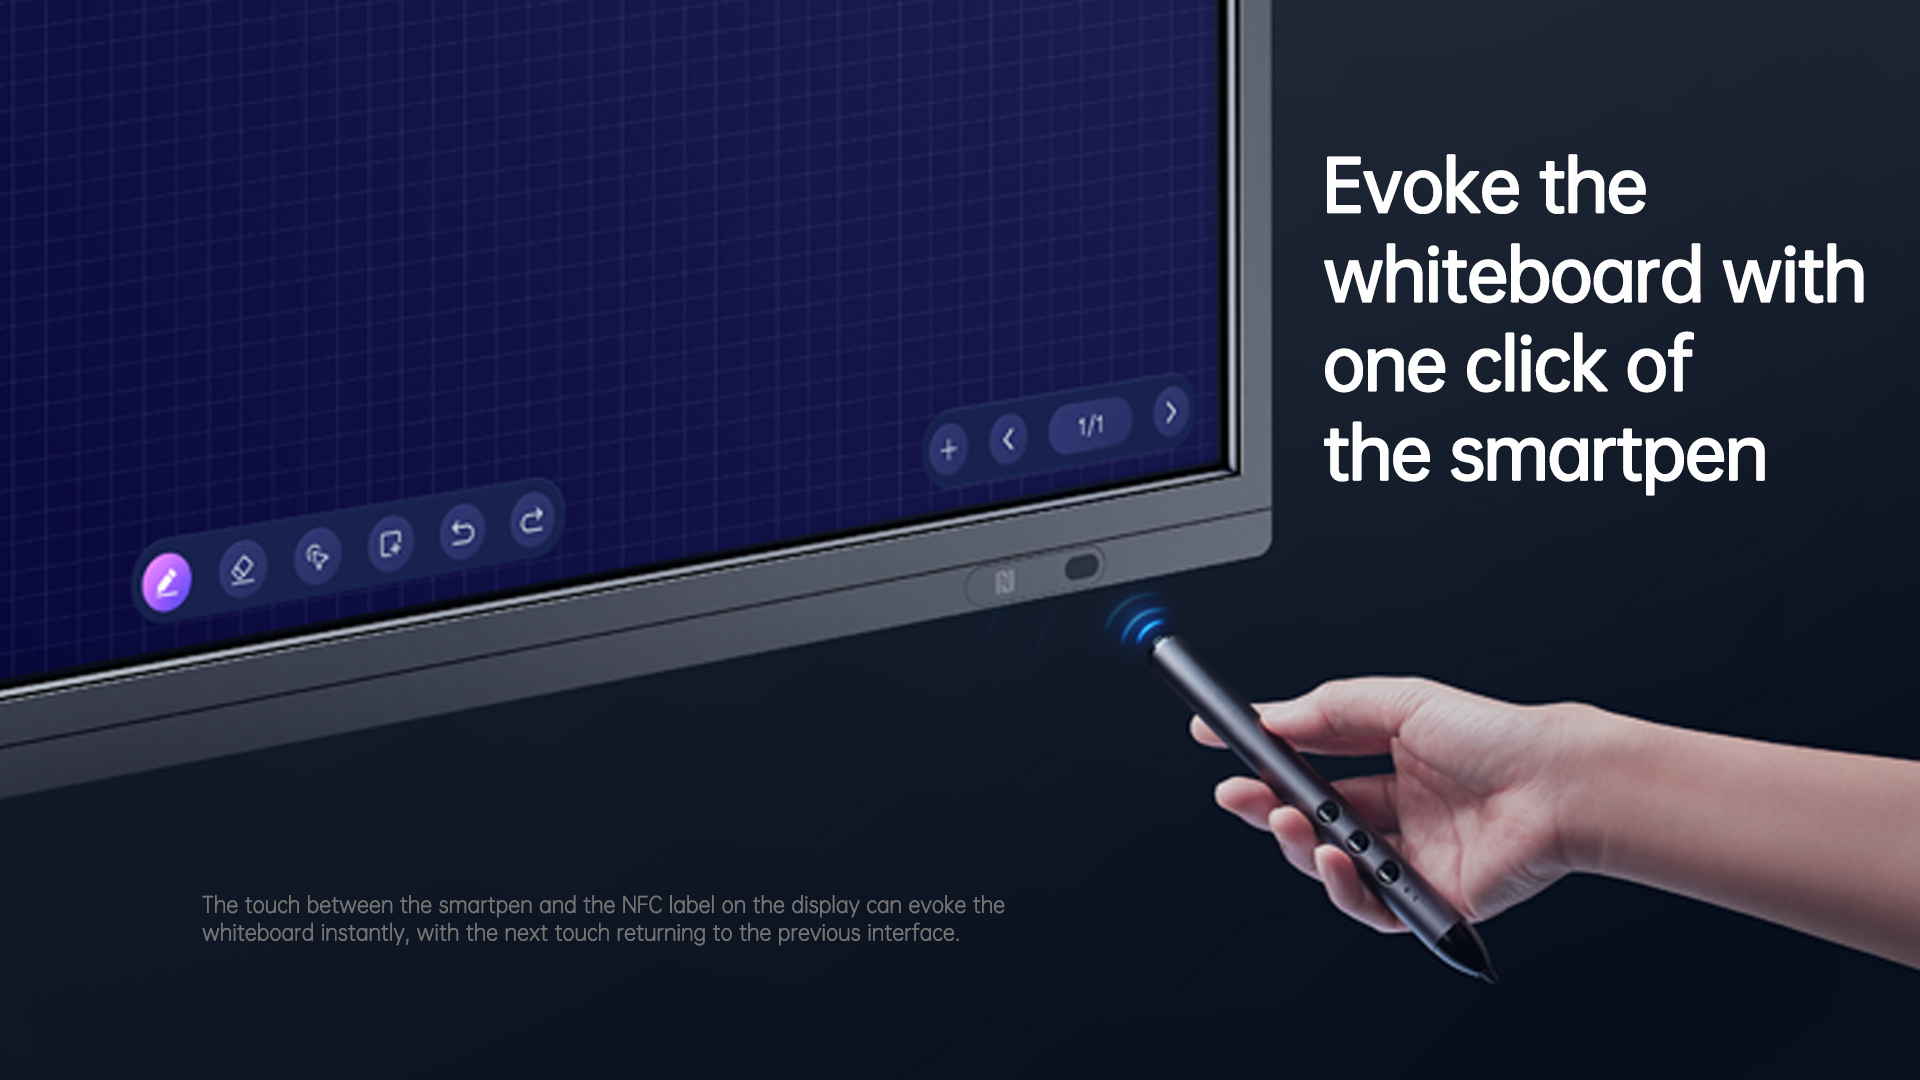 Evoke the
whiteboard with
one click of
the smartpen
1/1
The touch between the smartpen and the NFC label on the display can evoke the
whiteboard instantly, with the next touch returning to the previous interface.